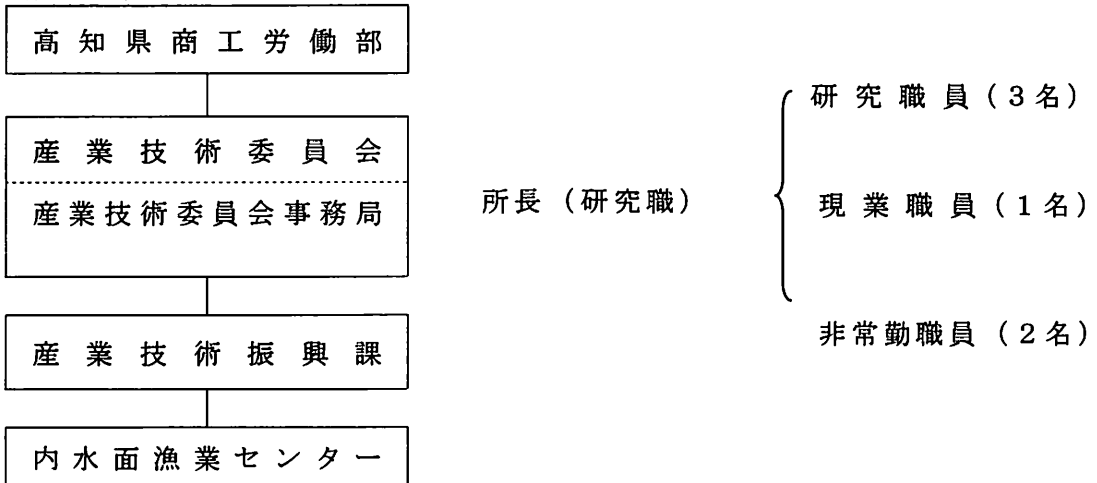 高知県商工労働部
産業技術委員会
産業技術委員会事務局
産業技術振興課
内水面漁業センター
所長（研究職）
研究職員（3名）
現業職員（1名）
非常勤職員（2名）